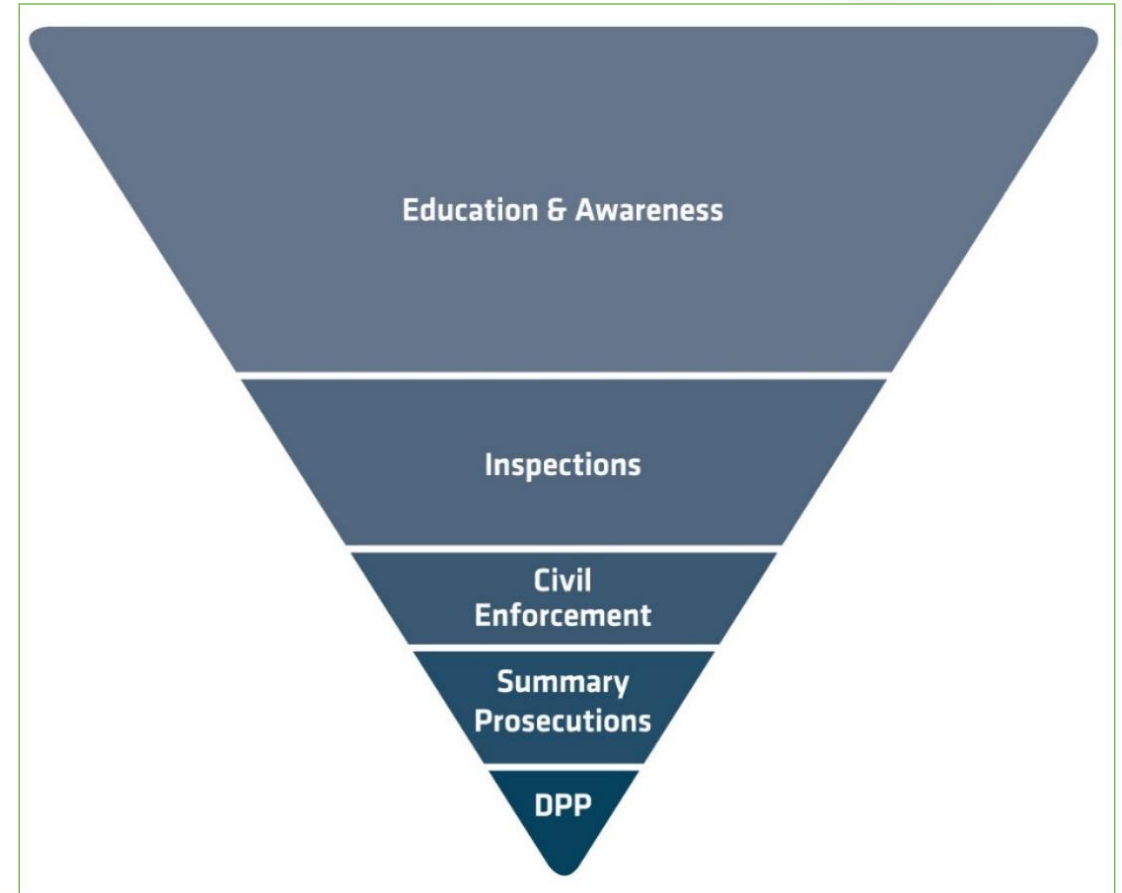 Education & Awareness
Inspections
Civil
Enforcement
Summary
Prosecutions
DPP